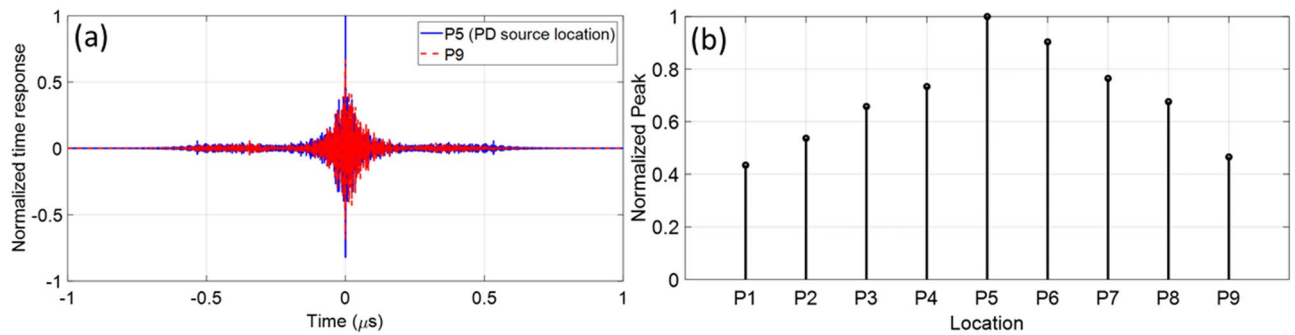 (a)
P5 (PD source location)
P9
1
0.5
0
-0.5
-1
Normalized time response
-1 -0.5 0 0.5 1
Time (μs)
(b)
1
0.8
0.6
0.4
0.2
0
Normalized Peak
P1 P2 P3 P4 P5 P6 P7 P8 P9
Location